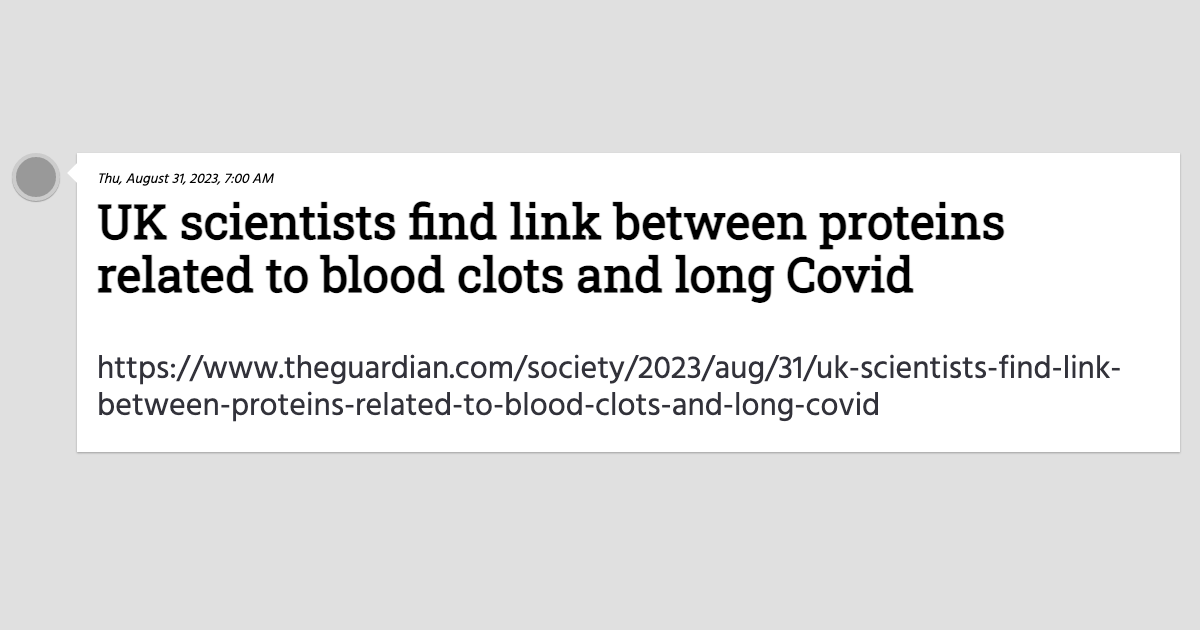 Thu, August 31, 2023, 7:00 AM
UK scientists find link between proteins
related to blood clots and long Covid
https://www.theguardian.com/society/2023/aug/31/uk-scientists-find-link-
between-proteins-related-to-blood-clots-and-long-covid